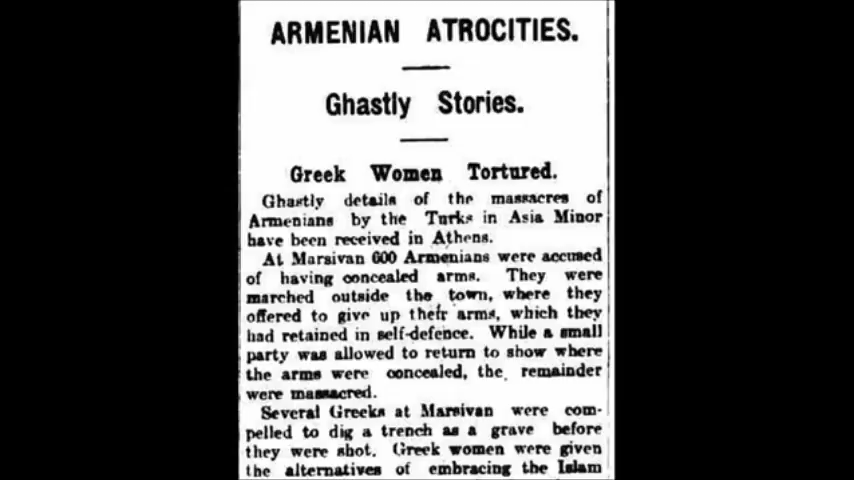 ARMENIAN ATROCITIES.
Ghastly Stories.
Greek Women Tortured.
Ghastly details of the massacres of
Armenians by the Turks in Asia Minor
have been received in Athens.
At Marsivan 600 Armenians were accused
of having concealed arms. They were
marched outside the town, where they
offered to give up their arms, which they
had retained in self-defence. While a small
party was allowed to return to show where
the arms were concealed, the remainder
were massacred.
Several Greeks at Marsivan were com-
pelled to dig a trench as a grave before
they were shot. Greek women were given
the alternatives of embracing the Islam